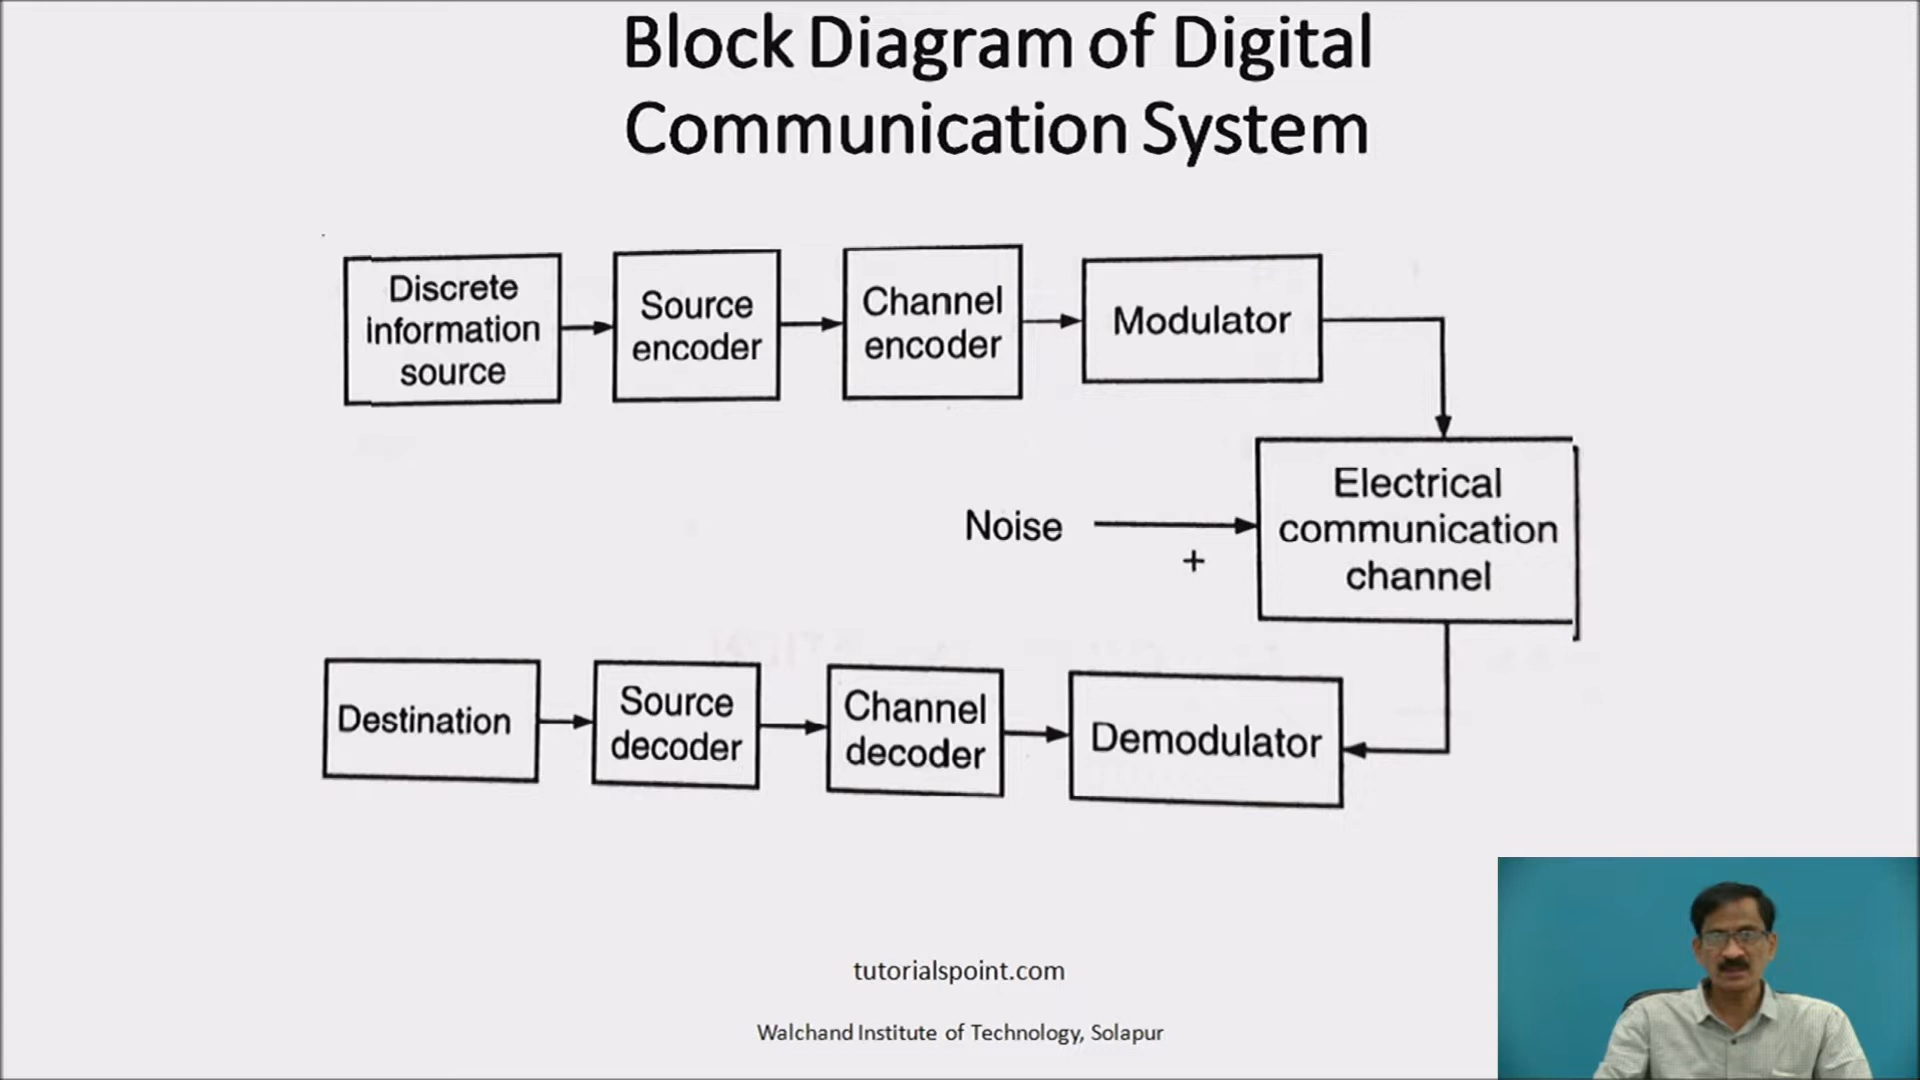 Block Diagram of Digital
Communication System
Discrete
information
source
Source
encoder
Channel
encoder
Modulator
Electrical
communication
channel
Noise
+
Destination
Source
decoder
Channel
decoder
Demodulator
tutorialspoint.com
Walchand Institute of Technology, Solapur